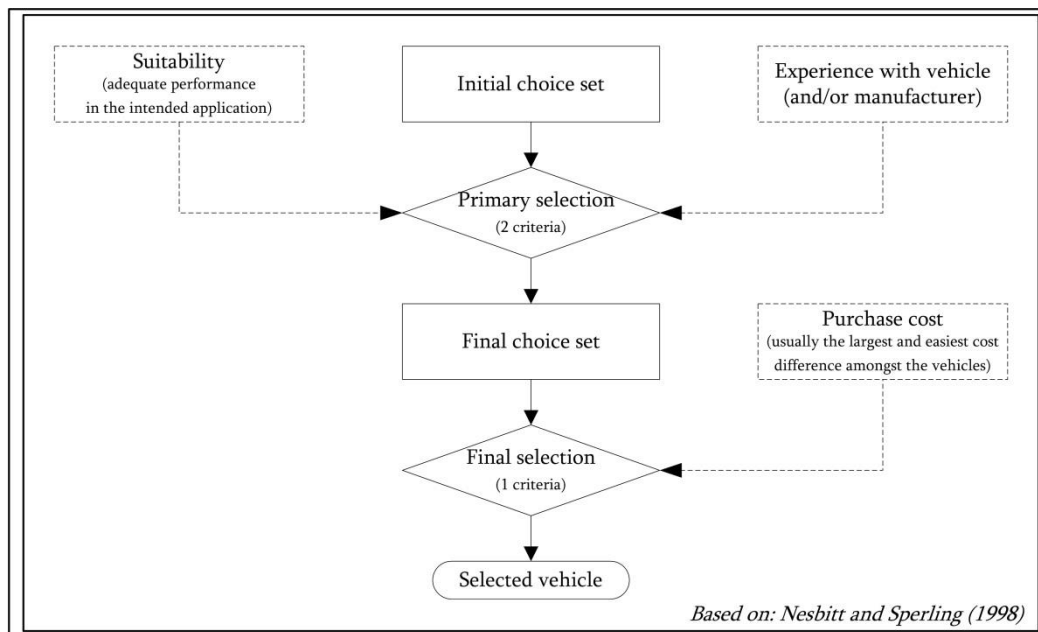 Suitability
(adequate performance
in the intended application)
Initial choice set
Experience with vehicle
(and/or manufacturer)
Primary selection
(2 criteria)
Final choice set
Purchase cost
(usually the largest and easiest cost
difference amongst the vehicles)
Final selection
(1 criteria)
Selected vehicle
Based on: Nesbitt and Sperling (1998)